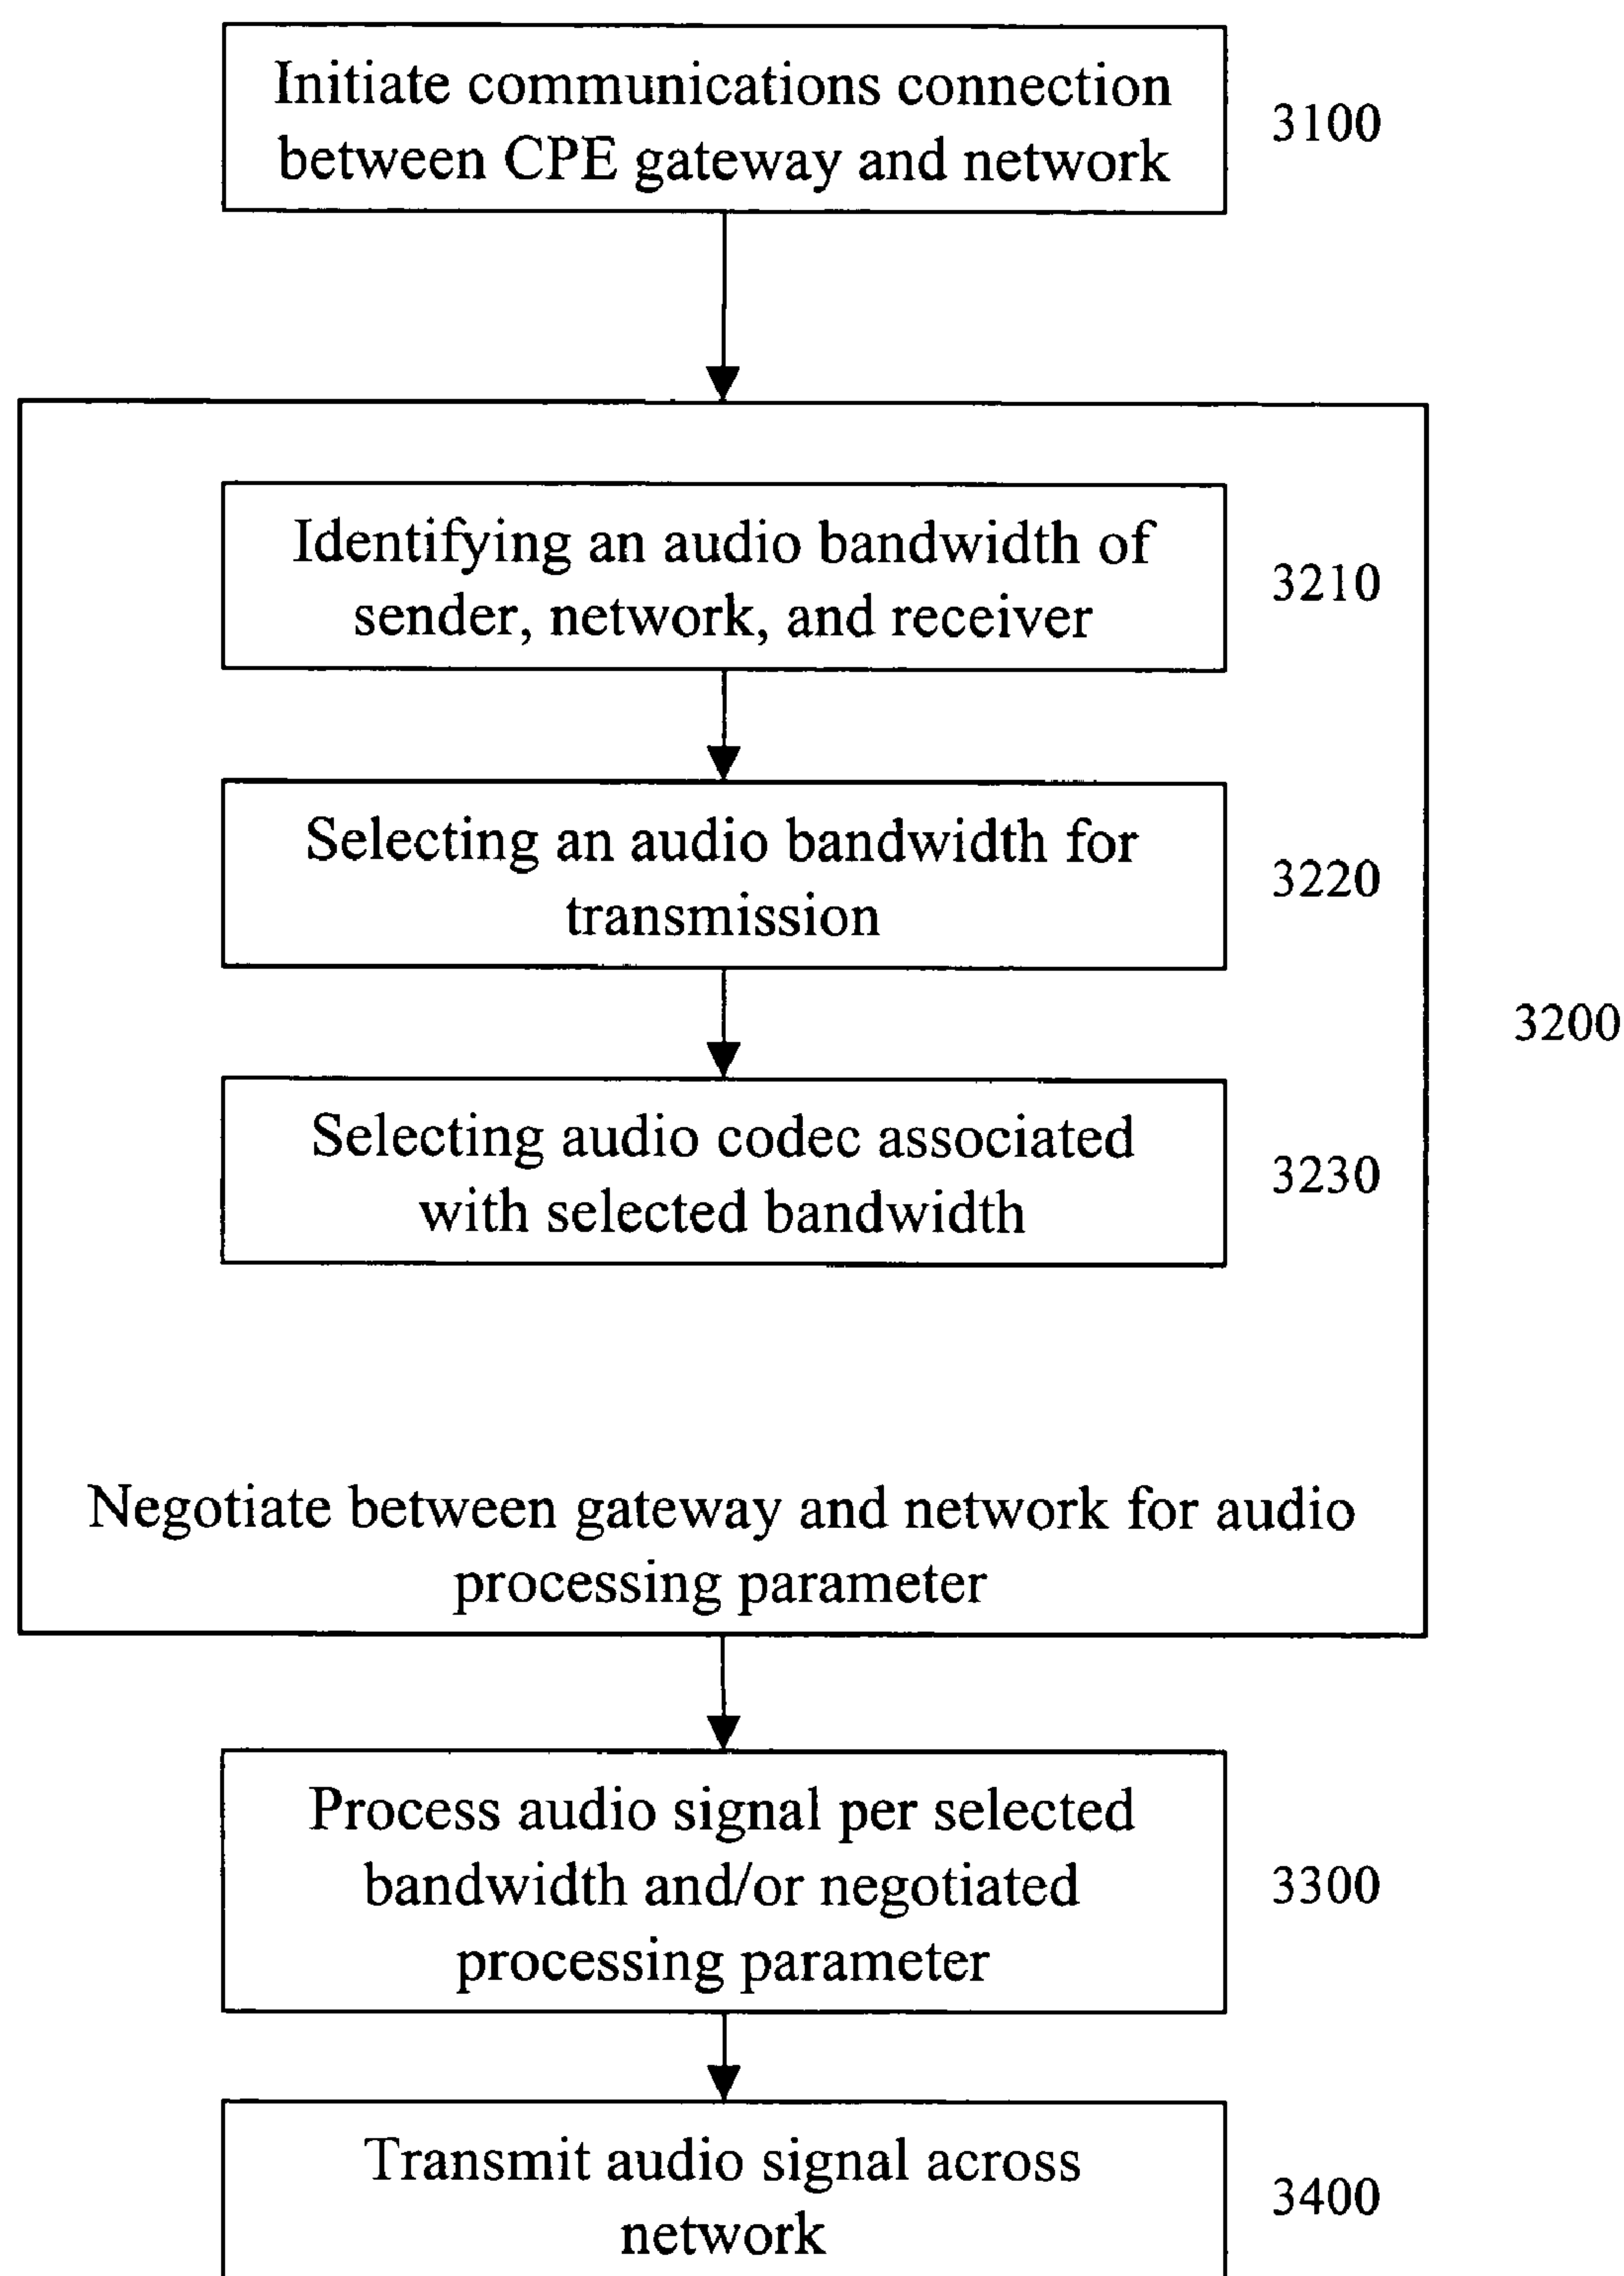 Initiate communications connection
between CPE gateway and network
3100
Identifying an audio bandwidth of
sender, network, and receiver
3210
Selecting an audio bandwidth for
transmission
3220
3200
Selecting audio codec associated
with selected bandwidth
3230
Negotiate between gateway and network for audio
processing parameter
Process audio signal per selected
bandwidth and/or negotiated
processing parameter
3300
Transmit audio signal across
network
3400